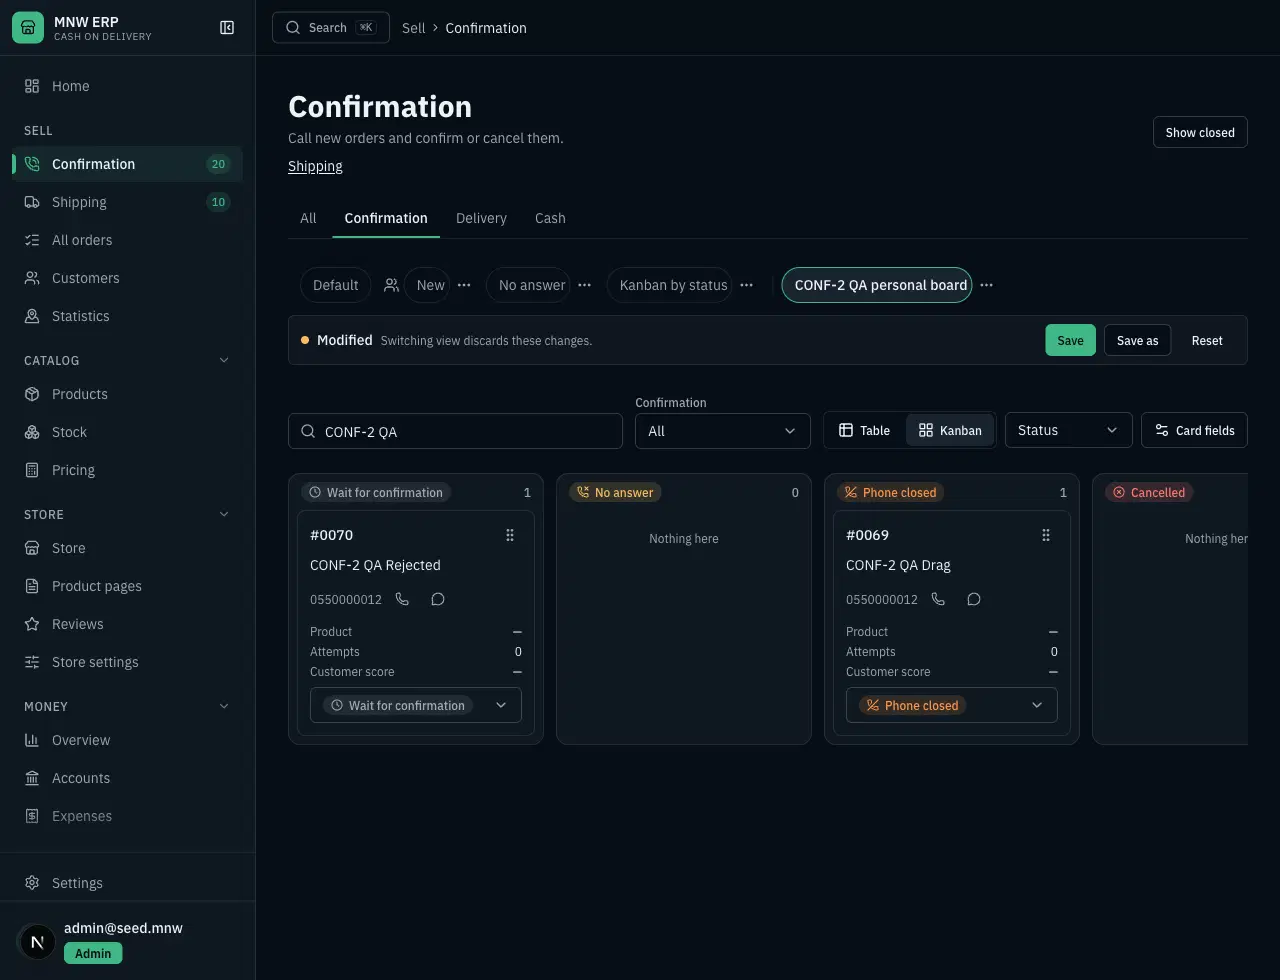 MNW ERP
CASH ON DELIVERY
Search ⌘K
Sell > Confirmation
Home
SELL
Confirmation 20
Shipping 10
All orders
Customers
Statistics
CATALOG
Products
Stock
Pricing
STORE
Store
Product pages
Reviews
Store settings
MONEY
Overview
Accounts
Expenses
Settings
N
admin@seed.mnw
Admin
Confirmation
Call new orders and confirm or cancel them.
Shipping
Show closed
All Confirmation Delivery Cash
Default New ••• No answer ••• Kanban by status ••• CONF-2 QA personal board •••
Modified Switching view discards these changes. Save Save as Reset
Confirmation
CONF-2 QA All Table Kanban Status Card fields
Wait for confirmation 1
#0070
CONF-2 QA Rejected
0550000012
Product —
Attempts 0
Customer score —
Wait for confirmation
No answer 0
Nothing here
Phone closed 1
#0069
CONF-2 QA Drag
0550000012
Product —
Attempts 0
Customer score —
Phone closed
Cancelled
Nothing her